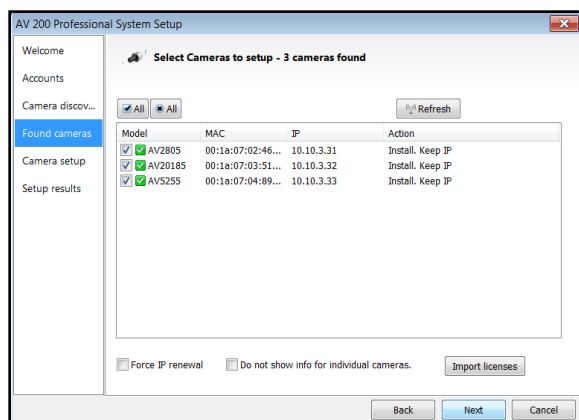 AV 200 Professional System Setup
Welcome
Accounts
Camera discov...
Found cameras
Camera setup
Setup results
Select Cameras to setup - 3 cameras found
All All Refresh
Model MAC IP Action
AV2805 00:1a:07:02:46... 10.10.3.31 Install. Keep IP
AV20185 00:1a:07:03:51... 10.10.3.32 Install. Keep IP
AV5255 00:1a:07:04:89... 10.10.3.33 Install. Keep IP
Force IP renewal Do not show info for individual cameras. Import licenses
Back Next Cancel